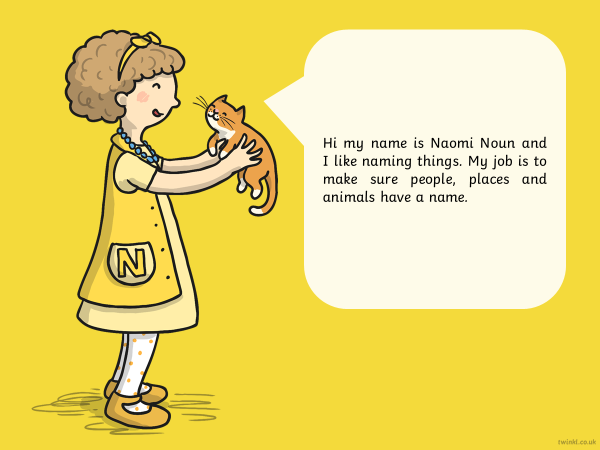 Hi my name is Naomi Noun and
I like naming things. My job is to
make sure people, places and
animals have a name.
N
twinkl.co.uk